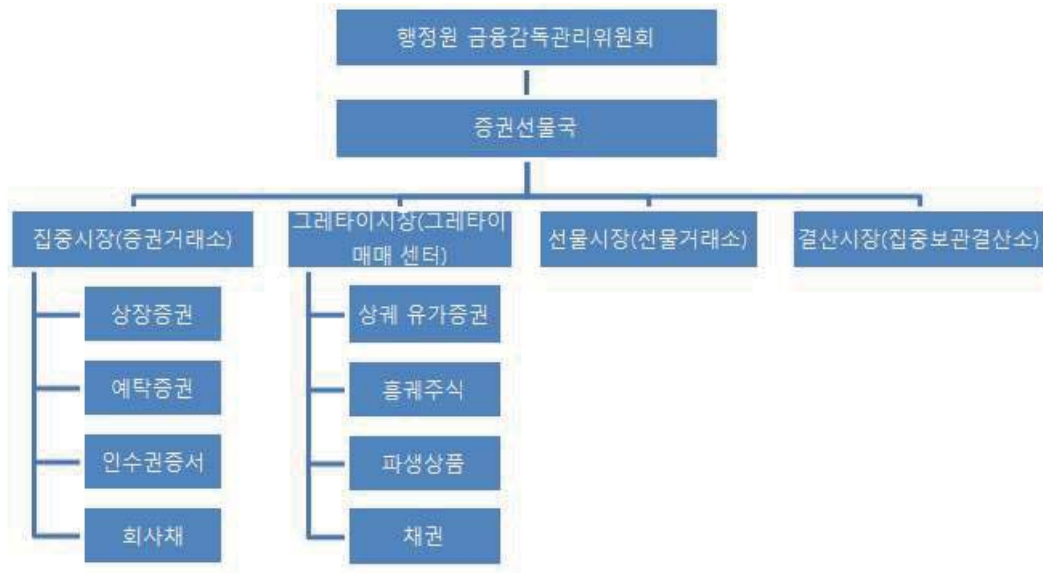 행정원 금융감독관리위원회
증권선물국
집중시장(증권거래소)
그레타이시장(그레타이
매매 센터)
선물시장(선물거래소)
결산시장(집중보관결산소)
상장증권
예탁증권
인수권증서
회사채
상궤 유가증권
흥궤주식
파생상품
채권